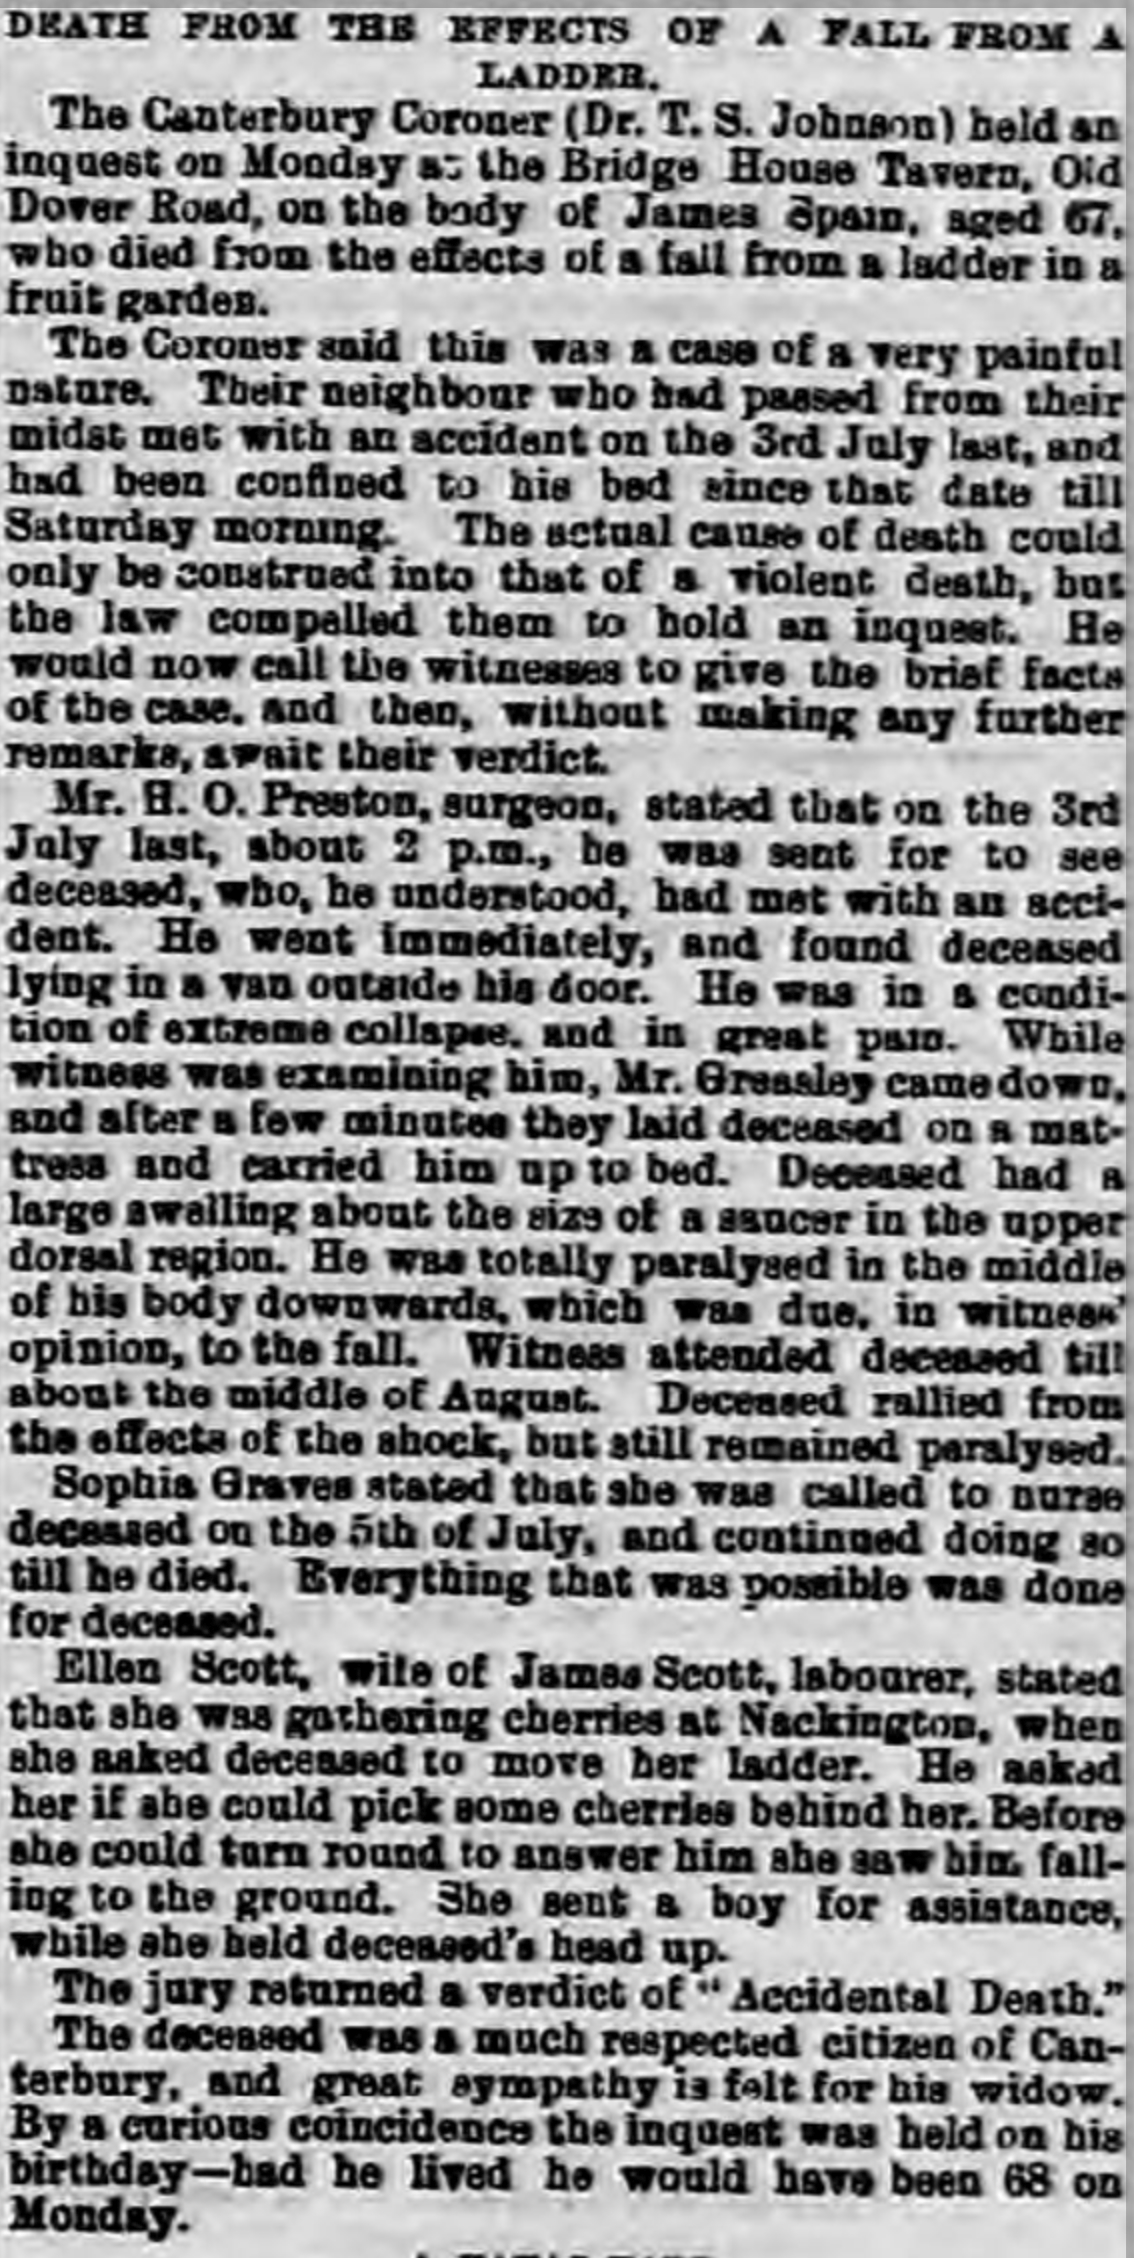 DEATH FROM THE EFFECTS OF A FALL FROM A
LADDER.
The Canterbury Coroner (Dr. T. S. Johnson) held an
inquest on Monday at the Bridge House Tavern, Old
Dover Road, on the body of James Spain, aged 67,
who died from the effects of a fall from a ladder in a
fruit garden.
The Coroner said this was a case of a very painful
nature. Their neighbour who had passed from their
midst met with an accident on the 3rd July last, and
had been confined to his bed since that date till
Saturday morning. The actual cause of death could
only be construed into that of a violent death, but
the law compelled them to hold an inquest. He
would now call the witnesses to give the brief facts
of the case, and then, without making any further
remarks, await their verdict.
Mr. H. O. Preston, surgeon, stated that on the 3rd
July last, about 2 p.m., he was sent for to see
deceased, who, he understood, had met with an acci-
dent. He went immediately, and found deceased
lying in a van outside his door. He was in a condi-
tion of extreme collapse, and in great pain. While
witness was examining him, Mr. Greasley came down,
and after a few minutes they laid deceased on a mat-
tress and carried him up to bed. Deceased had a
large swelling about the size of a saucer in the upper
dorsal region. He was totally paralysed in the middle
of his body downwards, which was due, in witness'
opinion, to the fall. Witness attended deceased till
about the middle of August. Deceased rallied from
the effects of the shock, but still remained paralysed.
Sophia Graves stated that she was called to nurse
deceased on the 5th of July, and continued doing so
till he died. Everything that was possible was done
for deceased.
Ellen Scott, wife of James Scott, labourer, stated
that she was gathering cherries at Nackington, when
she asked deceased to move her ladder. He asked
her if she could pick some cherries behind her. Before
she could turn round to answer him she saw him fall-
ing to the ground. She sent a boy for assistance,
while she held deceased's head up.
The jury returned a verdict of "Accidental Death."
The deceased was a much respected citizen of Can-
terbury, and great sympathy is felt for his widow.
By a curious coincidence the inquest was held on his
birthday—had he lived he would have been 68 on
Monday.